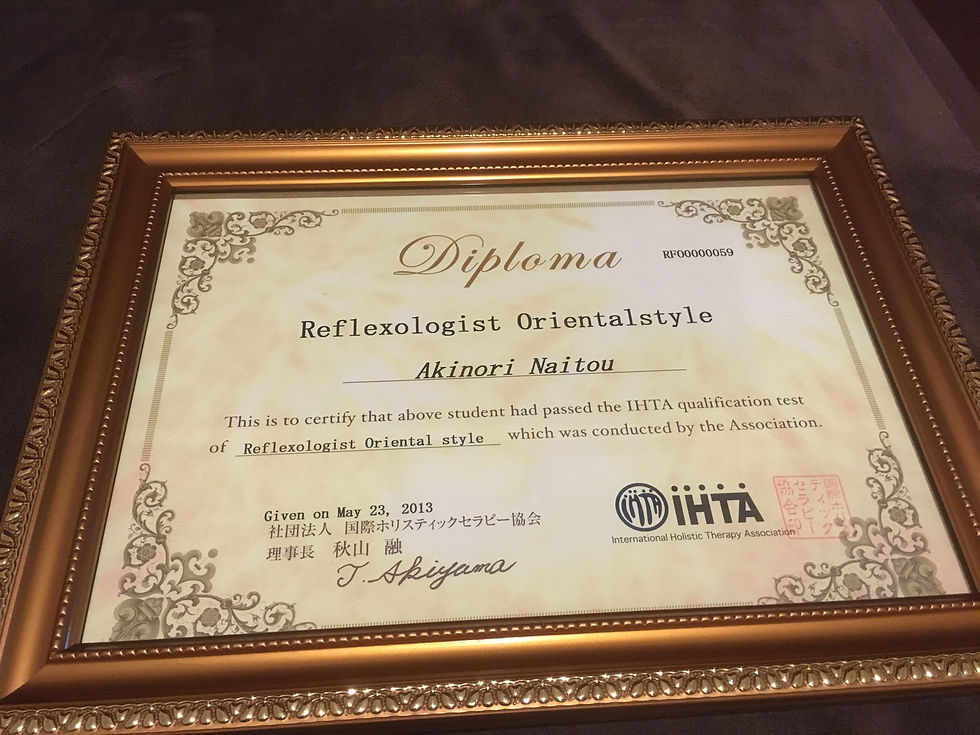 Diploma
RF00000059
Reflexologist Orientalstyle
Akinori Naitou
This is to certify that above student had passed the IHTA qualification test
of Reflexologist Oriental style which was conducted by the Association.
Given on May 23, 2013
社団法人 国際ホリスティックセラピー協会
理事長 秋山 融
T. Akiyama
IHTA
IHTA
International Holistic Therapy Association